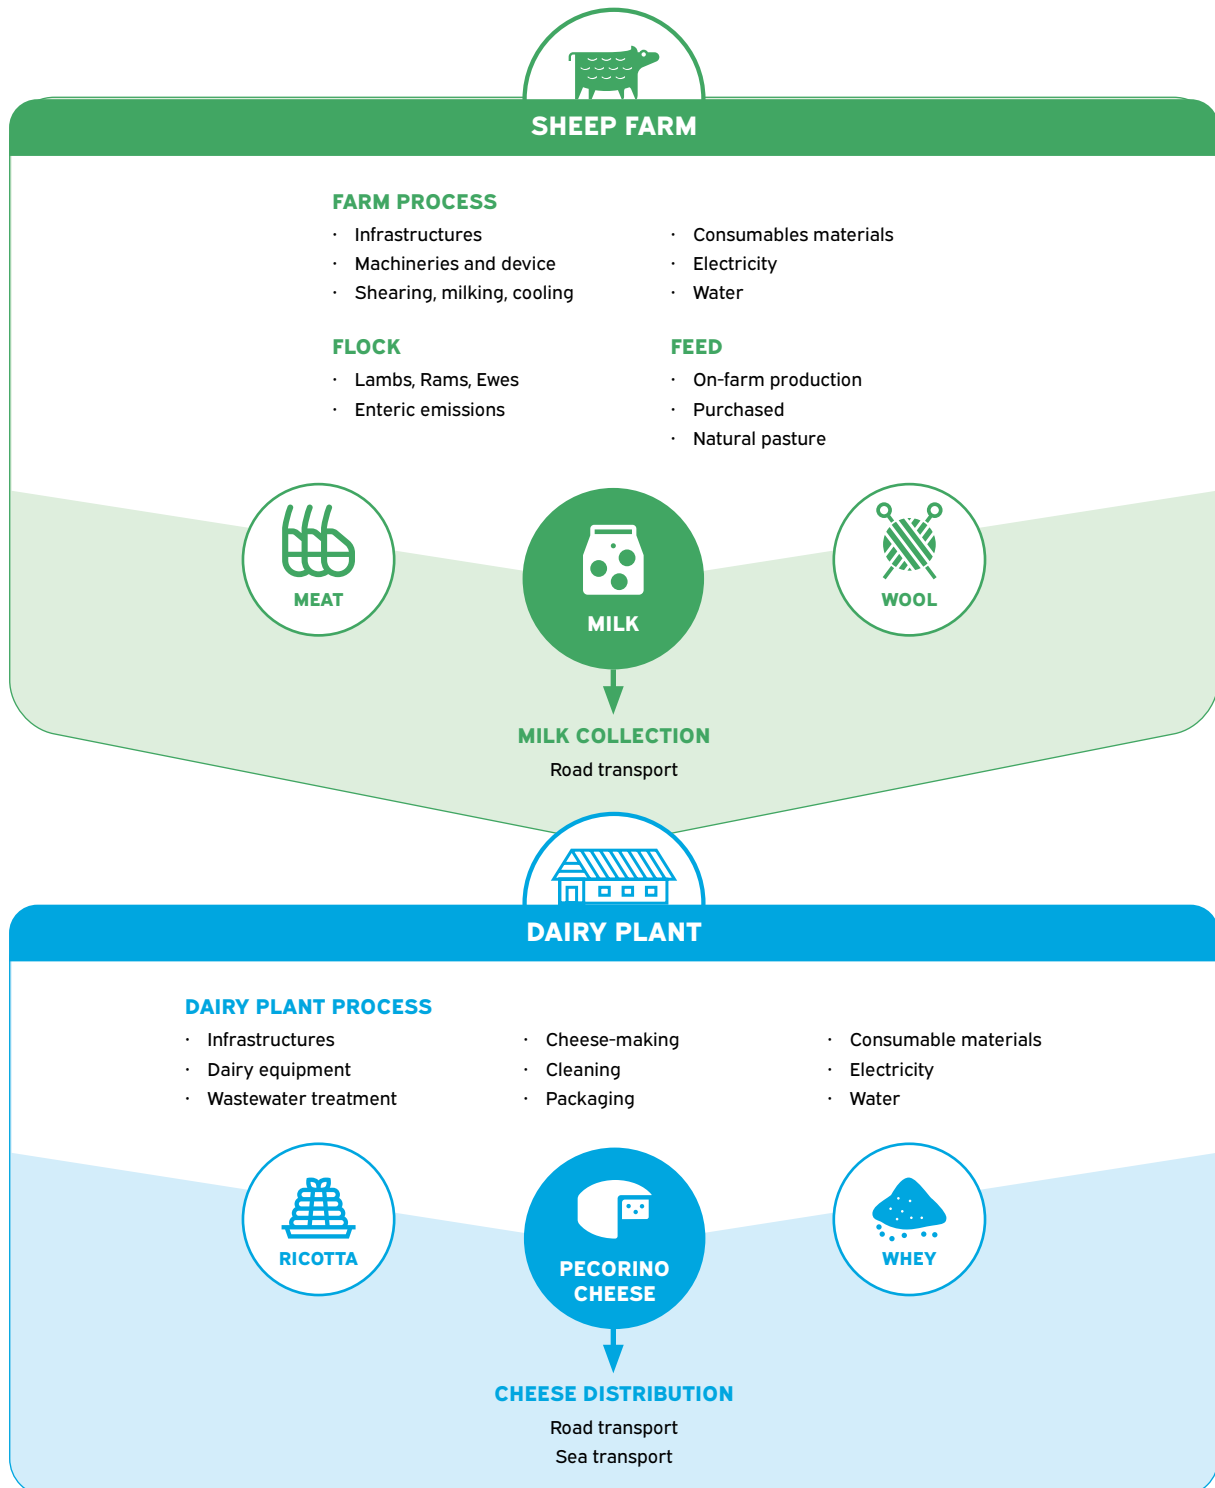 SHEEP FARM
FARM PROCESS
· Infrastructures
· Machineries and device
· Shearing, milking, cooling
· Consumables materials
· Electricity
· Water
FLOCK
· Lambs, Rams, Ewes
· Enteric emissions
FEED
· On-farm production
· Purchased
· Natural pasture
MEAT
MILK
WOOL
MILK COLLECTION
Road transport
DAIRY PLANT
DAIRY PLANT PROCESS
· Infrastructures
· Dairy equipment
· Wastewater treatment
· Cheese-making
· Cleaning
· Packaging
· Consumable materials
· Electricity
· Water
RICOTTA
PECORINO
CHEESE
WHEY
CHEESE DISTRIBUTION
Road transport
Sea transport